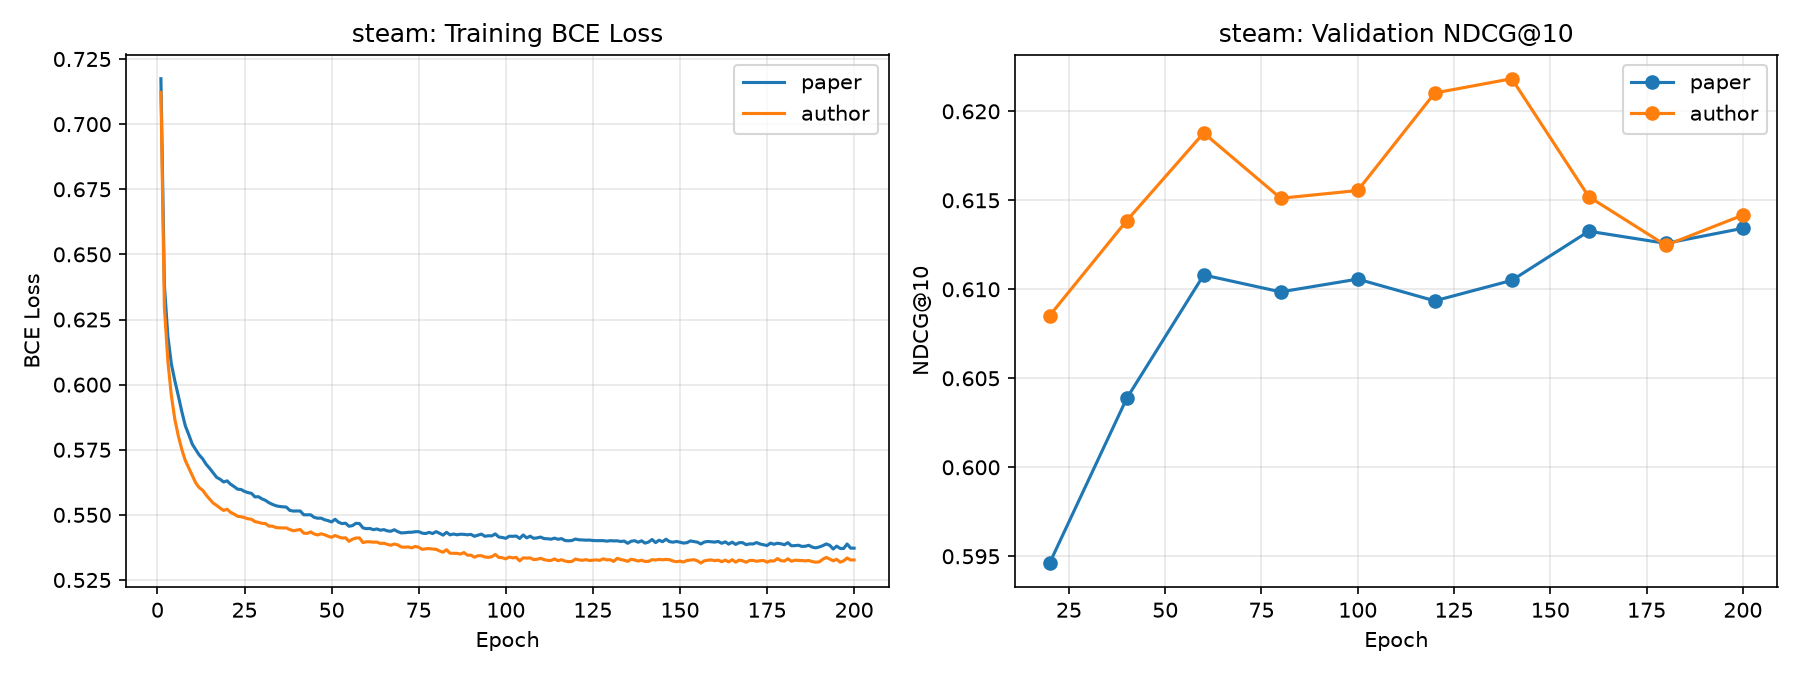 steam: Training BCE Loss
BCE Loss
0.725
0.700
0.675
0.650
0.625
0.600
0.575
0.550
0.525
0 25 50 75 100 125 150 175 200
Epoch
paper
author
steam: Validation NDCG@10
NDCG@10
0.620
0.615
0.610
0.605
0.600
0.595
25 50 75 100 125 150 175 200
Epoch
paper
author